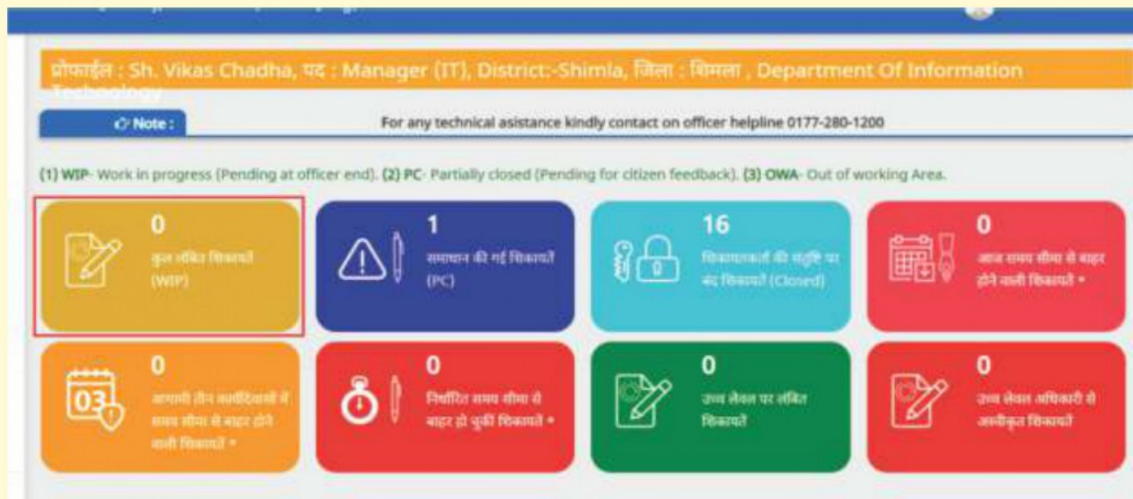 प्रोफाईल : Sh. Vikas Chadha, पद : Manager (IT), District:-Shimla, जिला : शिमला , Department Of Information
Technology
Note :
For any technical asistance kindly contact on officer helpline 0177-280-1200
(1) WIP- Work in progress (Pending at officer end). (2) PC- Partially closed (Pending for citizen feedback). (3) OWA- Out of working Area.
0
कुल लंबित शिकायतें
(WIP)
1
समाधान की गई शिकायतें
(PC)
16
शिकायतकर्ता की संतुष्टि पर
बंद शिकायतें (Closed)
0
आज समय सीमा से बाहर
होने वाली शिकायतें *
03
0
आगामी तीन कार्यदिवसों में
समय सीमा से बाहर होने
वाली शिकायतें *
0
निर्धारित समय सीमा से
बाहर हो चुकी शिकायतें *
0
उच्च लेवल पर लंबित
शिकायतें
0
उच्च लेवल अधिकारी से
अस्वीकृत शिकायतें